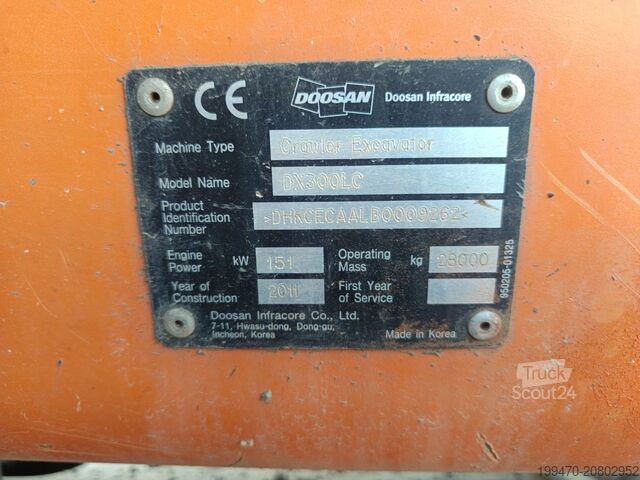 CE DOOSAN Doosan Infracore
Machine Type Crawler Excavator
Model Name DX300LC
Product Identification Number >DHKCECAALB0009262<
Engine Power kW 151 Operating Mass kg 28000
Year of Construction 2011 First Year of Service
Doosan Infracore Co., Ltd.
7-11, Hwasu-dong, Dong-gu,
Incheon, Korea
Made in Korea
950205-01325
Truck
Scout24
199470-20802952